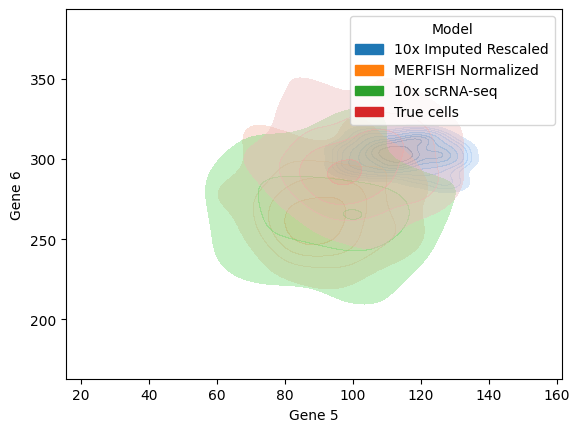 Model
10x Imputed Rescaled
MERFISH Normalized
10x scRNA-seq
True cells
350
300
250
200
Gene 6
20 40 60 80 100 120 140 160
Gene 5